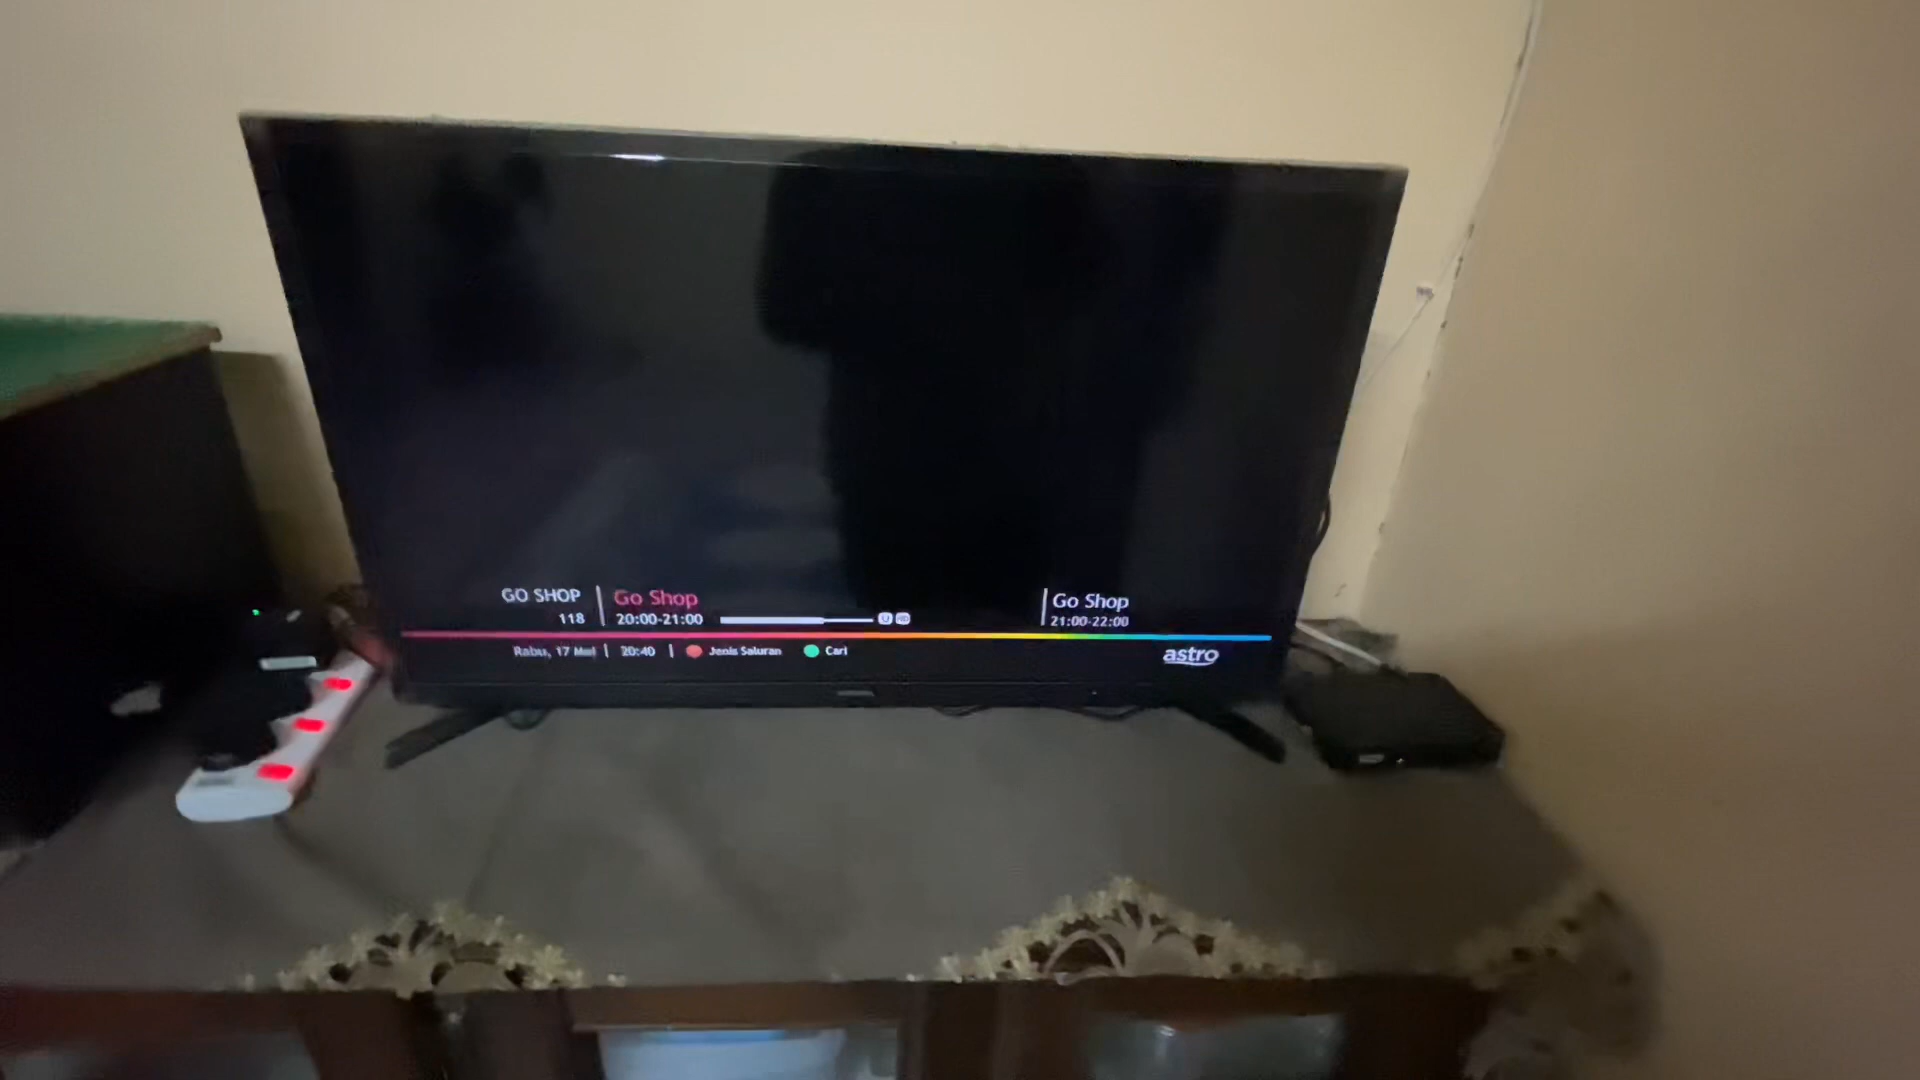 GO SHOP
118
Go Shop
20:00-21:00
HD
Go Shop
21:00-22:00
Rabu, 17 Mei
20:40
Jenis Saluran
Cari
astro